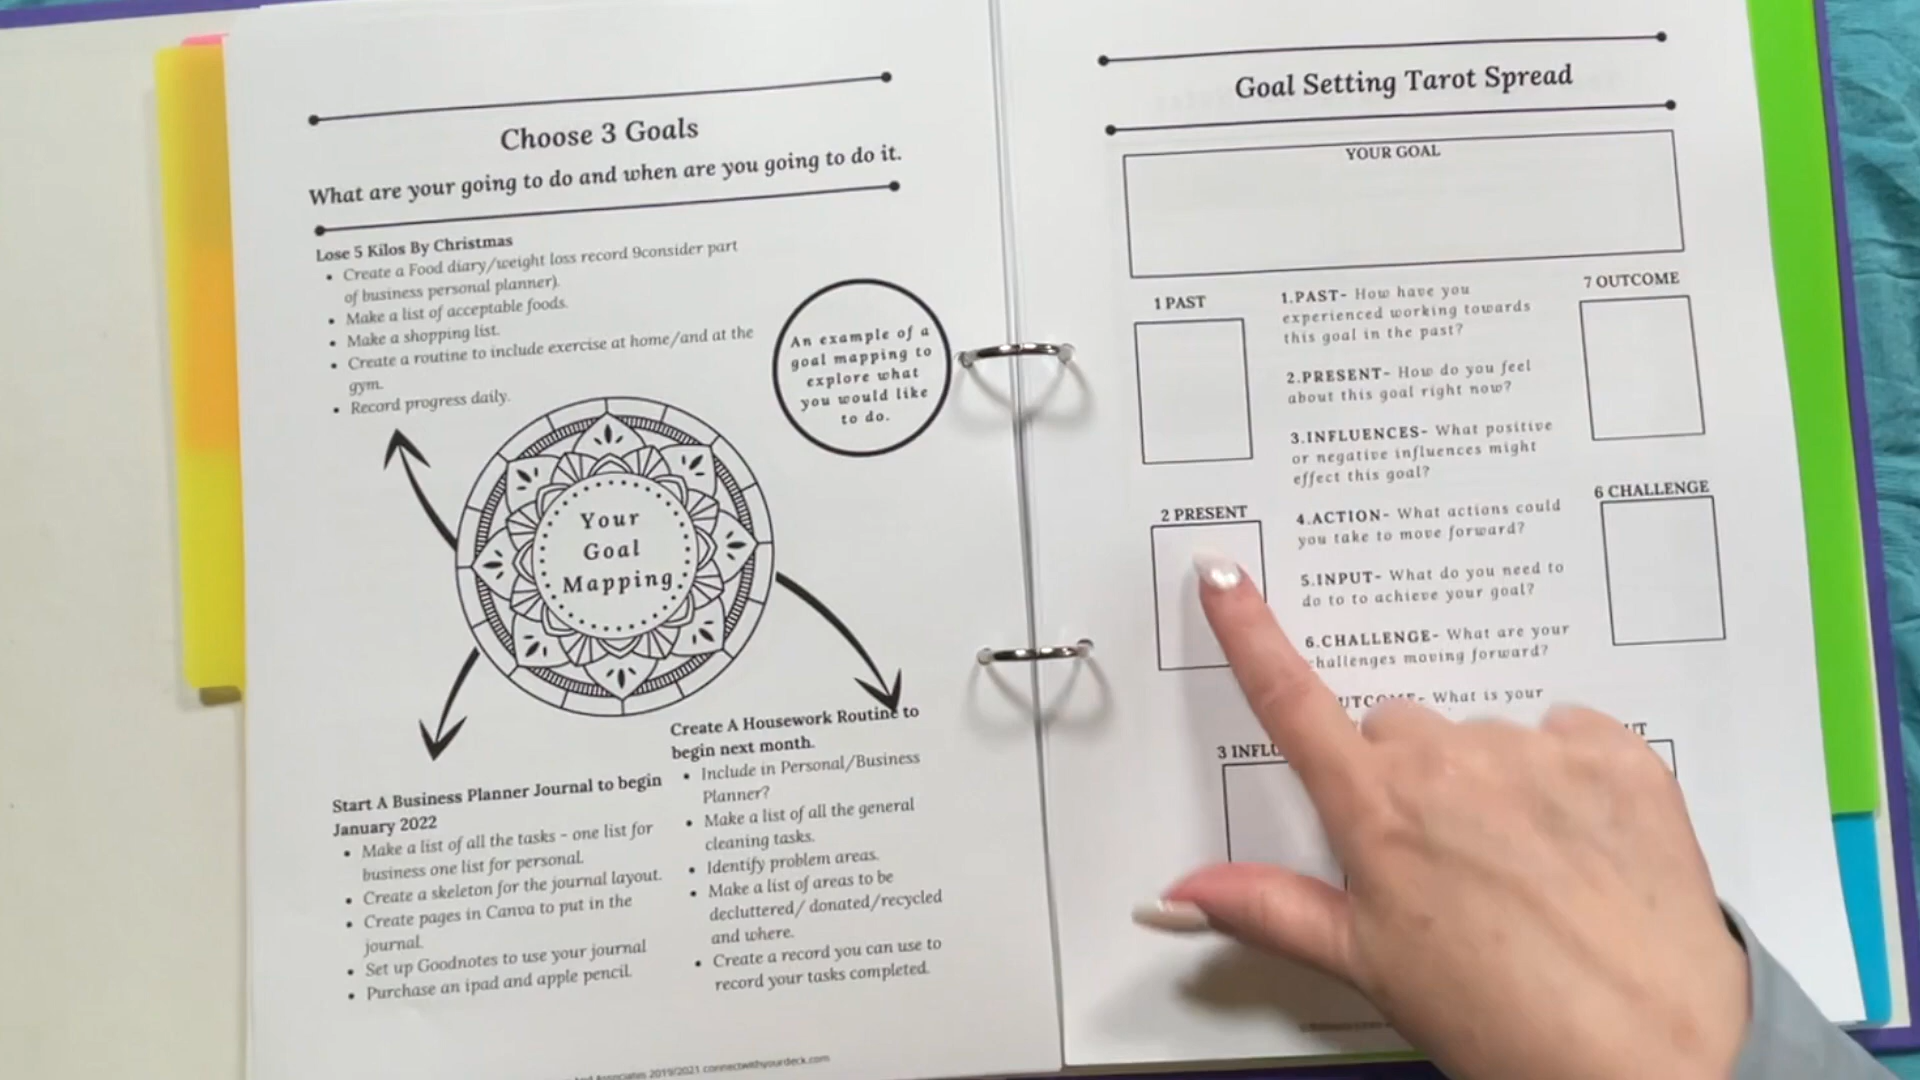 Choose 3 Goals
What are your going to do and when are you going to do it.
Lose 5 Kilos By Christmas
• Create a Food diary/weight loss record 9consider part
of business personal planner).
• Make a list of acceptable foods.
• Make a shopping list.
• Create a routine to include exercise at home/and at the
gym.
• Record progress daily.
An example of a
goal mapping to
explore what
you would like
to do.
Your
Goal
Mapping.
Start A Business Planner Journal to begin
January 2022
• Make a list of all the tasks - one list for
business one list for personal.
• Create a skeleton for the journal layout.
• Create pages in Canva to put in the
journal.
• Set up Goodnotes to use your journal
• Purchase an ipad and apple pencil.
Create A Housework Routine to
begin next month.
• Include in Personal/Business
Planner?
• Make a list of all the general
cleaning tasks.
• Identify problem areas.
• Make a list of areas to be
decluttered/ donated/recycled
and where.
• Create a record you can use to
record your tasks completed.
Associates 2019/2021 connectwithyourdeck.com
Goal Setting Tarot Spread
YOUR GOAL
1 PAST
2 PRESENT
3 INFLU
1.PAST- How have you
experienced working towards
this goal in the past?
2.PRESENT- How do you feel
about this goal right now?
3.INFLUENCES- What positive
or negative influences might
effect this goal?
4.ACTION- What actions could
you take to move forward?
5.INPUT- What do you need to
do to to achieve your goal?
6.CHALLENGE- What are your
challenges moving forward?
UTCOME- What is your
7 OUTCOME
6 CHALLENGE
UT